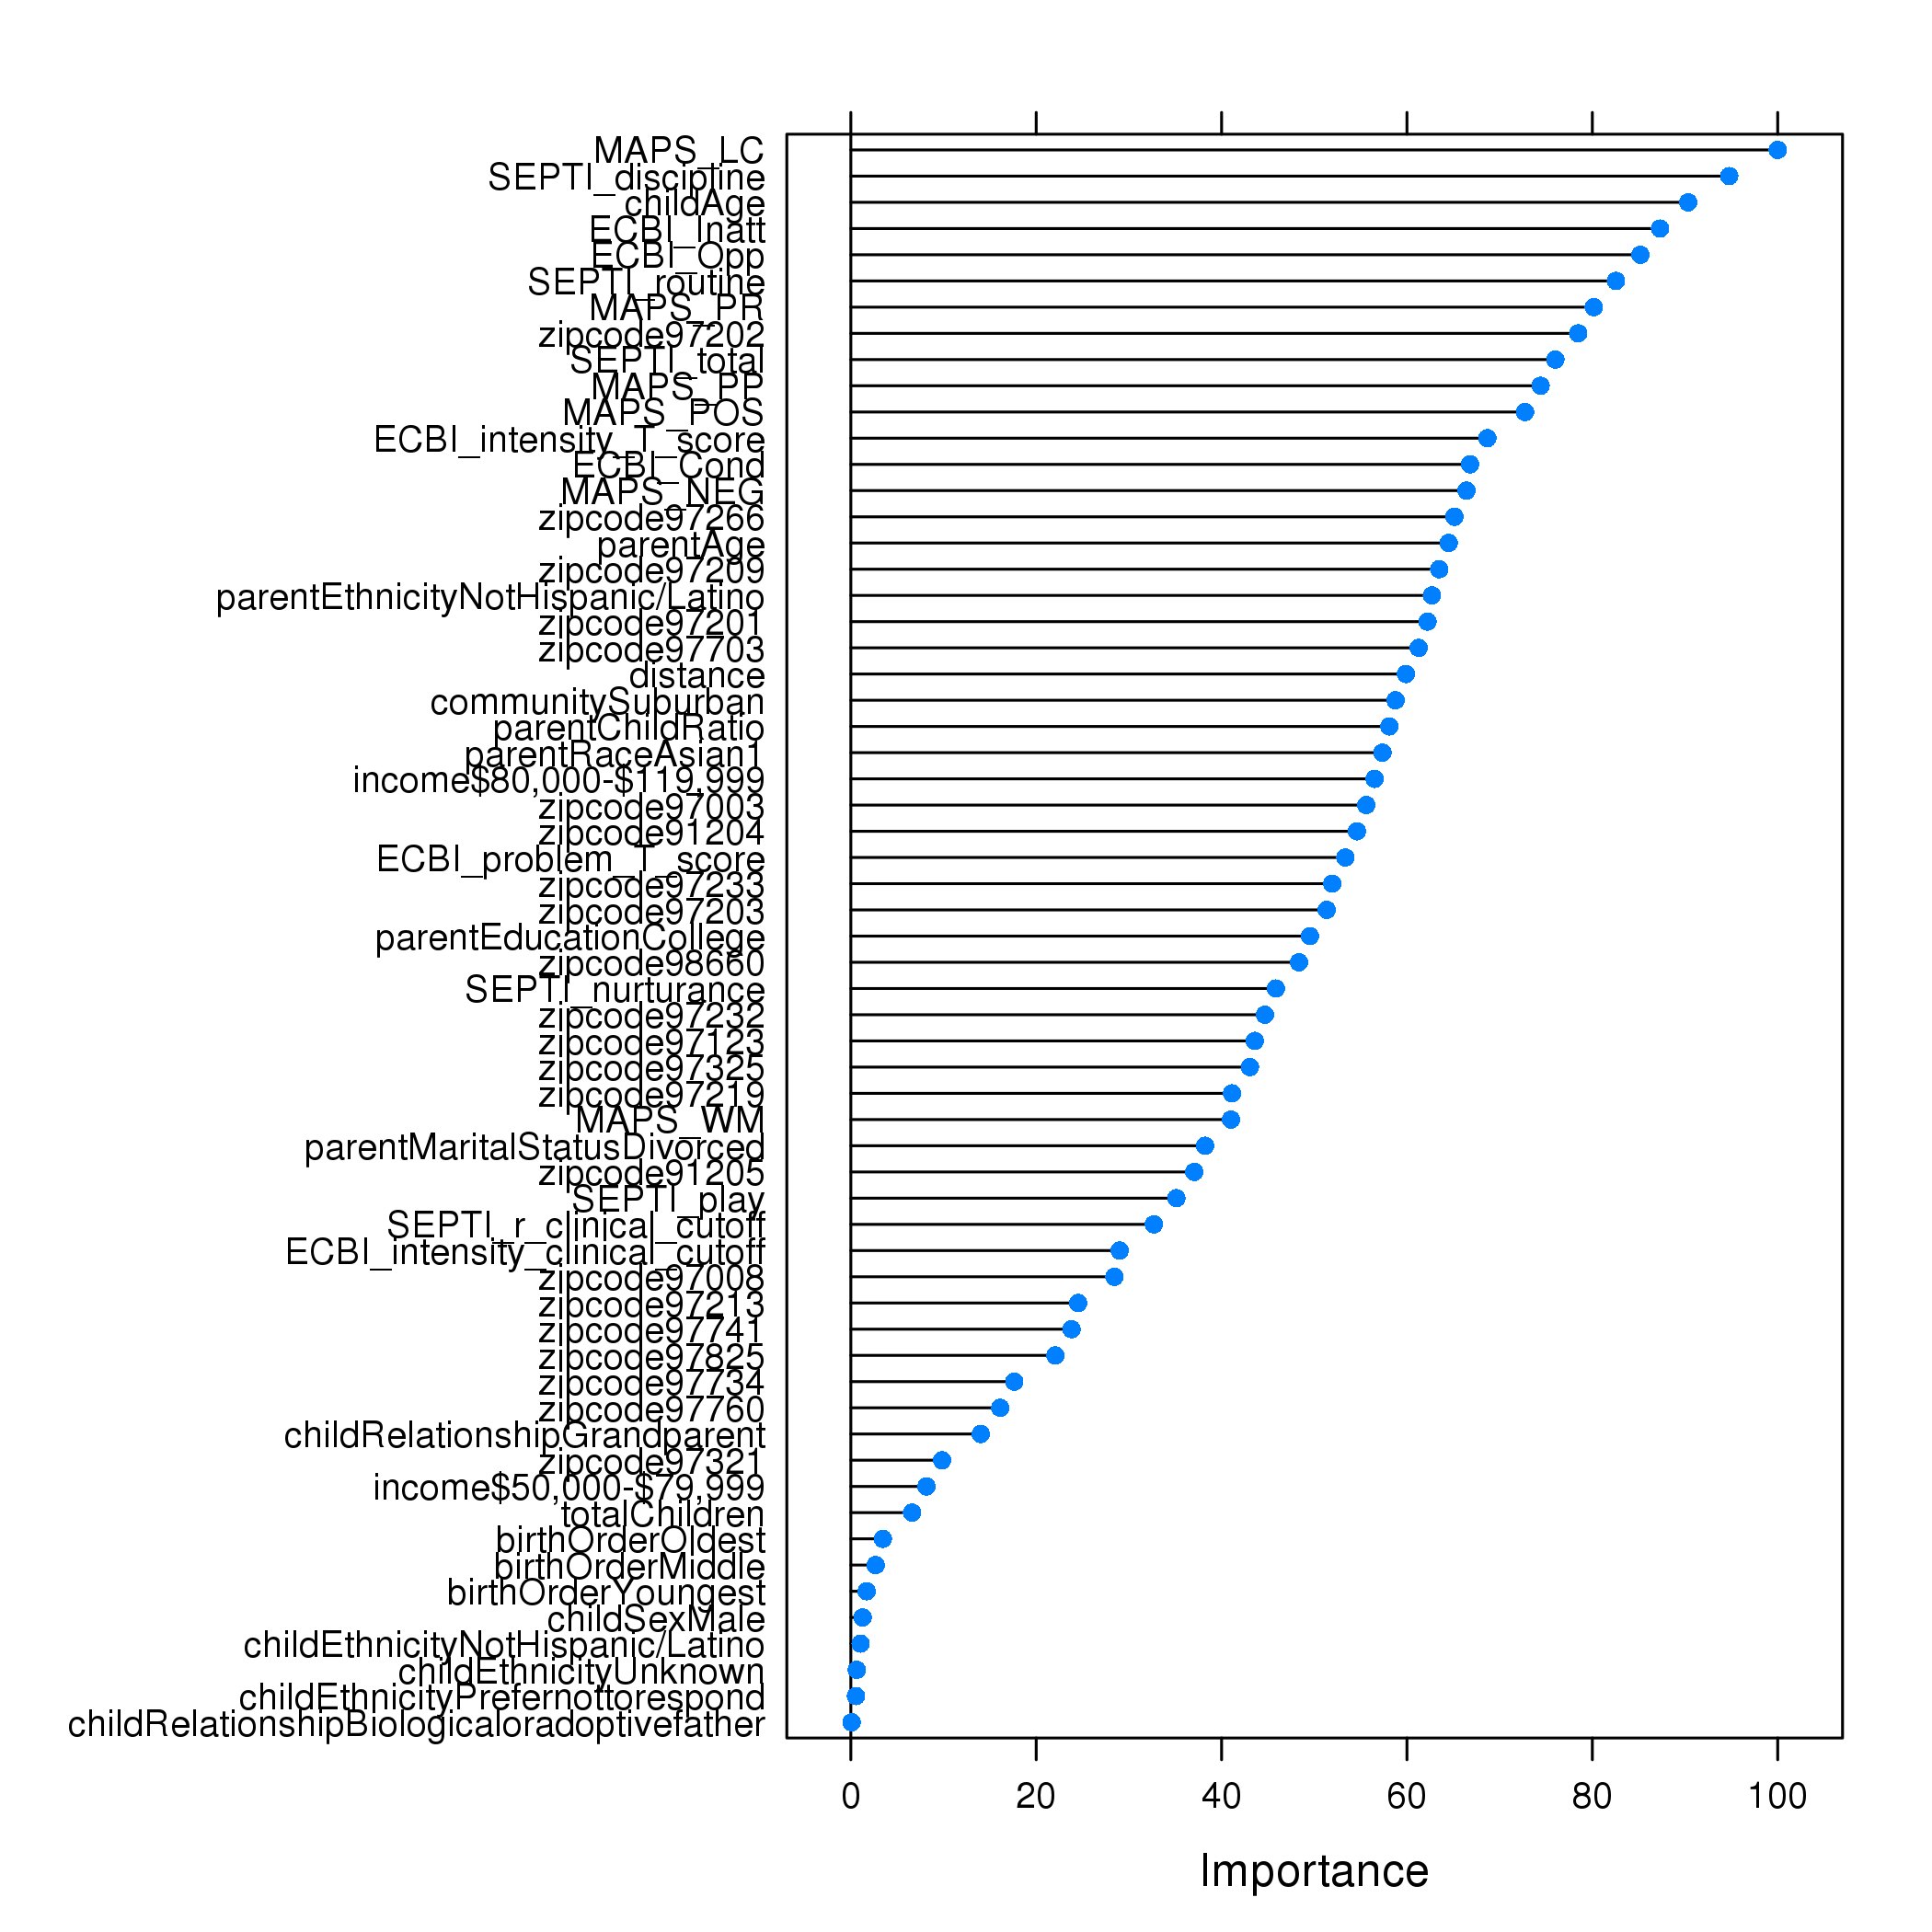 MAPS_LC
SEPTI_discipline
childAge
ECBI_Inatt
ECBI_Opp
SEPTI_routine
MAPS_PR
zipcode97202
SEPTI_total
MAPS_PP
MAPS_POS
ECBI_intensity_T_score
ECBI_Cond
MAPS_NEG
zipcode97266
parentAge
zipcode97209
parentEthnicityNotHispanic/Latino
zipcode97201
zipcode97703
distance
communitySuburban
parentChildRatio
parentRaceAsian1
income$80,000-$119,999
zipcode97003
zipcode91204
ECBI_problem_T_score
zipcode97233
zipcode97203
parentEducationCollege
zipcode98660
SEPTI_nurturance
zipcode97232
zipcode97123
zipcode97325
zipcode97219
MAPS_WM
parentMaritalStatusDivorced
zipcode91205
SEPTI_play
SEPTI_r_clinical_cutoff
ECBI_intensity_clinical_cutoff
zipcode97008
zipcode97213
zipcode97741
zipcode97825
zipcode97734
zipcode97760
childRelationshipGrandparent
zipcode97321
income$50,000-$79,999
totalChildren
birthOrderOldest
birthOrderMiddle
birthOrderYoungest
childSexMale
childEthnicityNotHispanic/Latino
childEthnicityUnknown
childEthnicityPrefernottorespond
childRelationshipBiologicaloradoptivefather
0 20 40 60 80 100
Importance